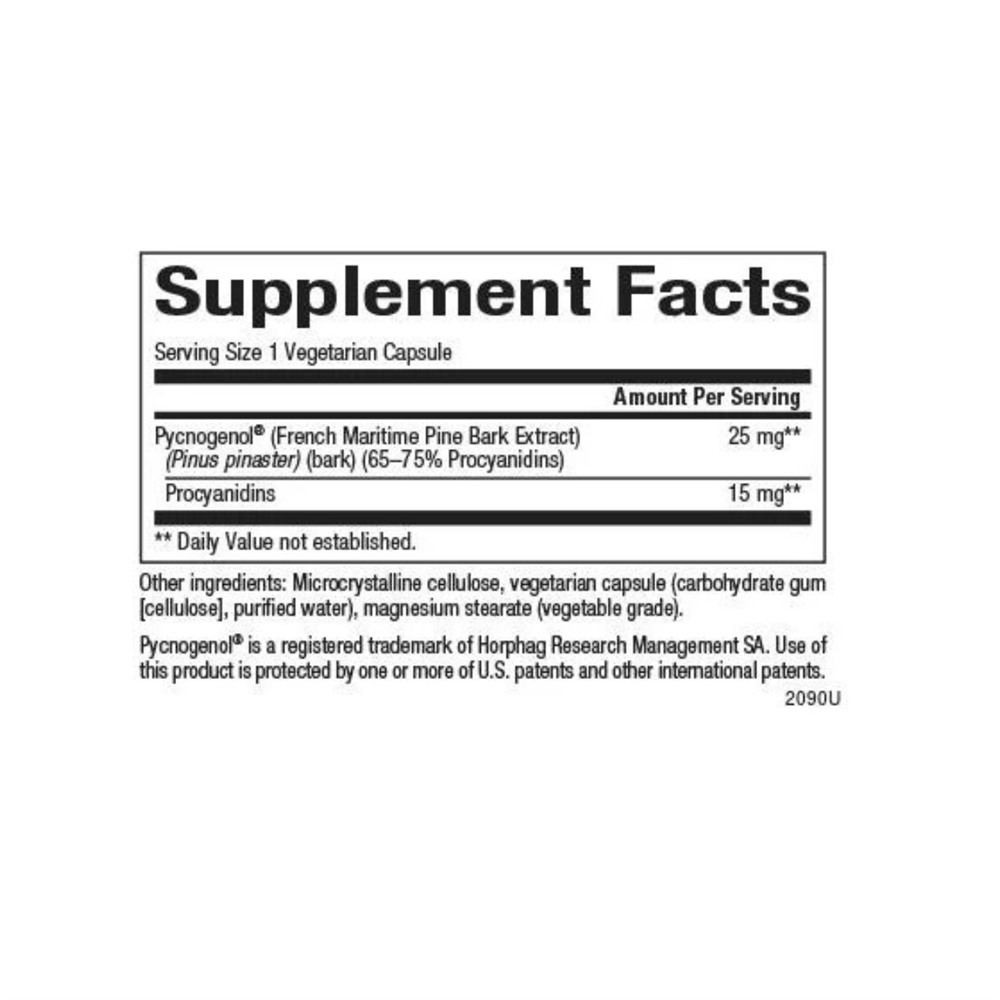 Supplement Facts
Serving Size 1 Vegetarian Capsule
Amount Per Serving
Pycnogenol® (French Maritime Pine Bark Extract) 25 mg**
(Pinus pinaster) (bark) (65–75% Procyanidins)
Procyanidins 15 mg**
** Daily Value not established.
Other ingredients: Microcrystalline cellulose, vegetarian capsule (carbohydrate gum
[cellulose], purified water), magnesium stearate (vegetable grade).
Pycnogenol® is a registered trademark of Horphag Research Management SA. Use of
this product is protected by one or more of U.S. patents and other international patents.
2090U